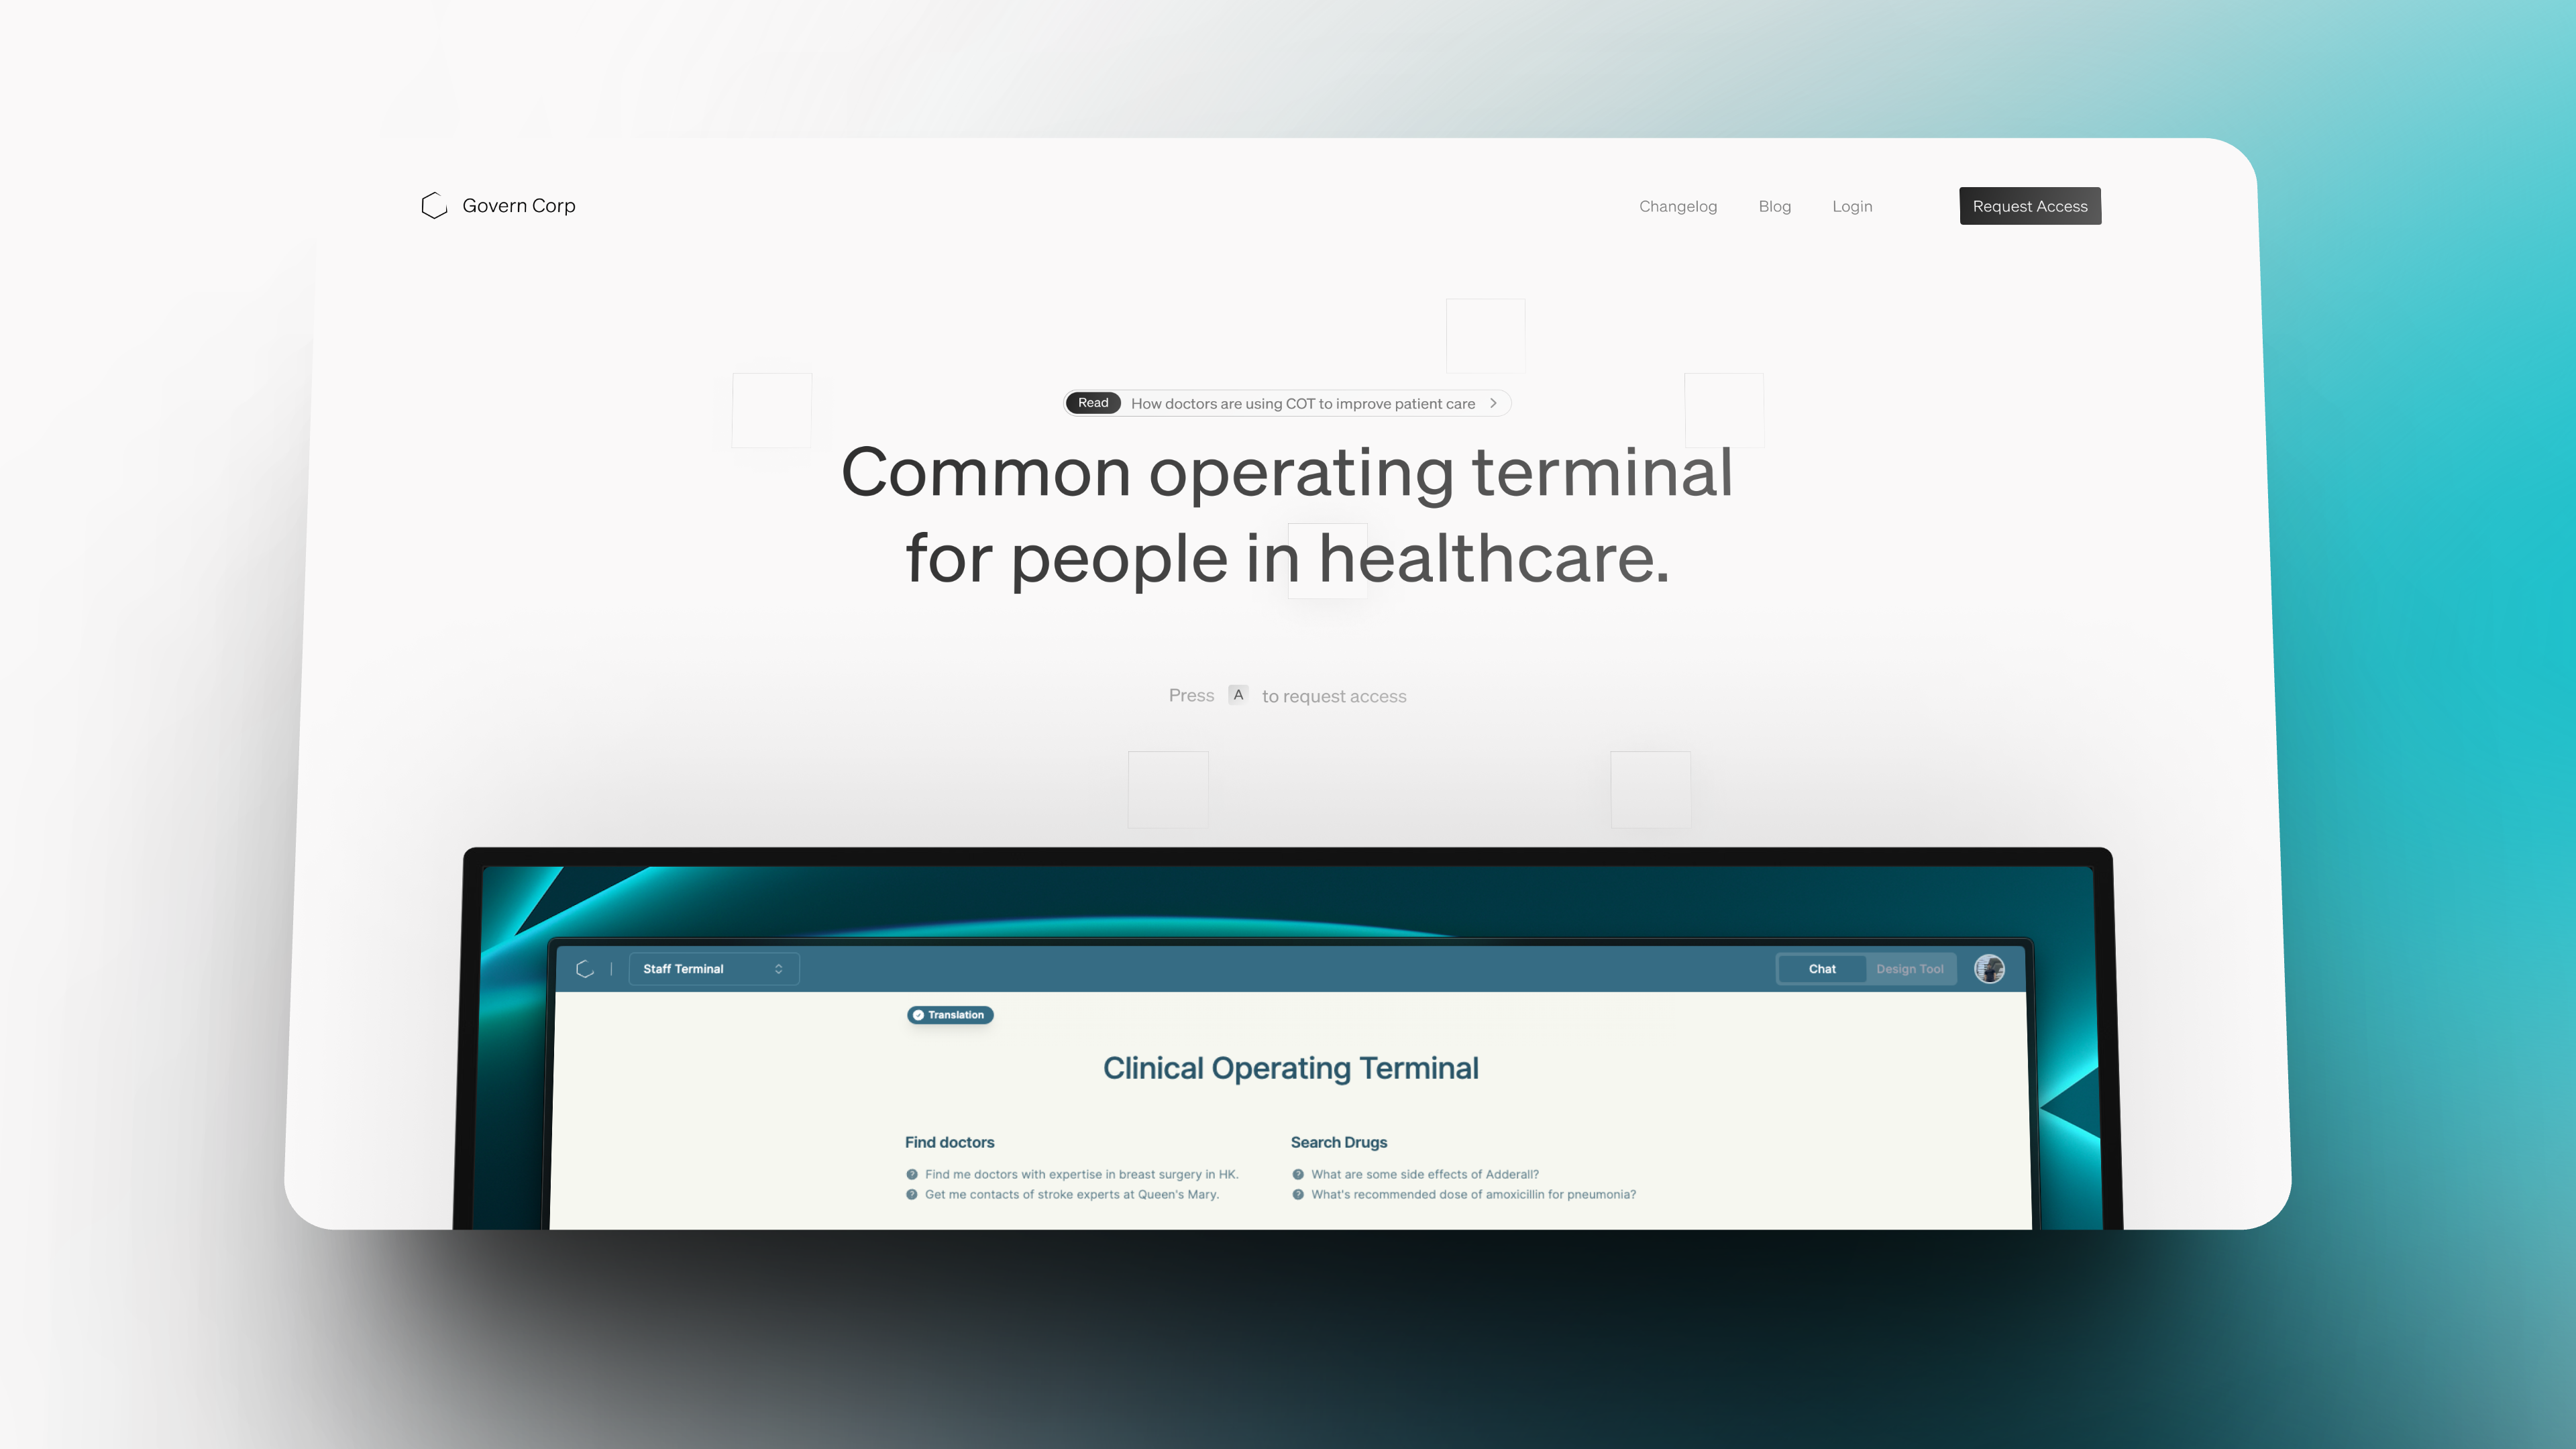 Govern Corp
Changelog Blog Login Request Access
Read How doctors are using COT to improve patient care
Common operating terminal
for people in healthcare.
Press A to request access
Staff Terminal
Chat Design Tool
Translation
Clinical Operating Terminal
Find doctors
Find me doctors with expertise in breast surgery in HK.
Get me contacts of stroke experts at Queen's Mary.
Search Drugs
What are some side effects of Adderall?
What's recommended dose of amoxicillin for pneumonia?